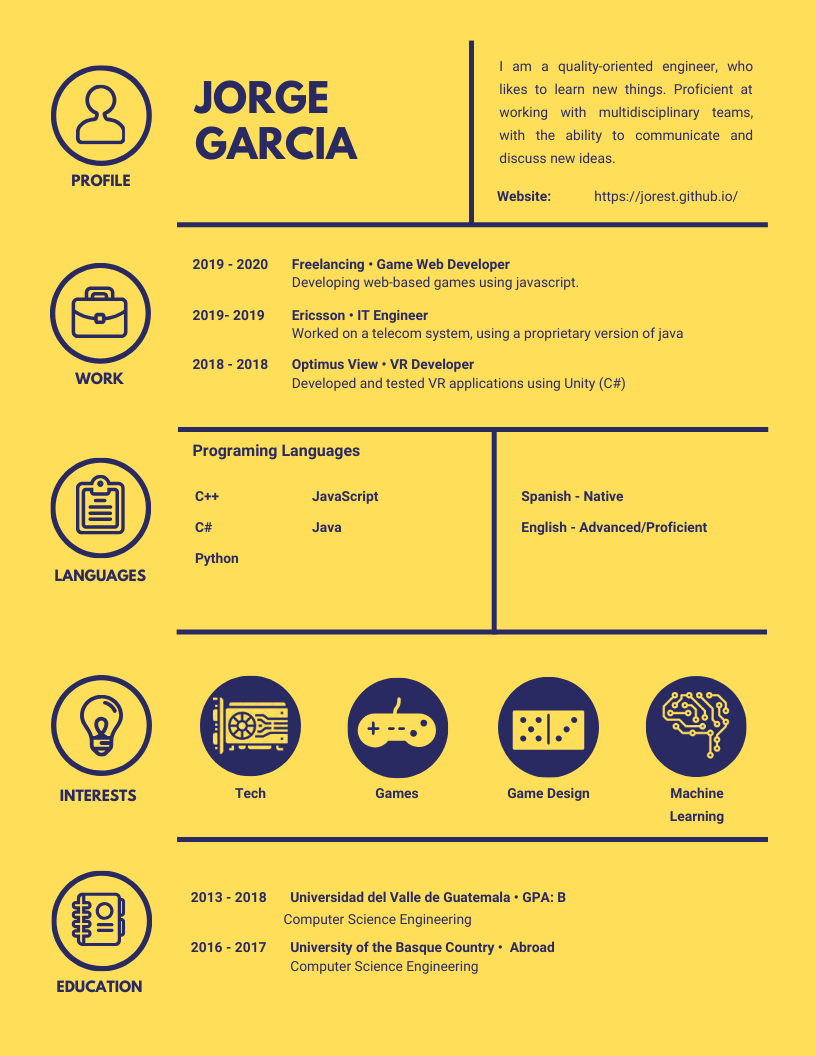 JORGE
GARCIA
PROFILE
I am a quality-oriented engineer, who
likes to learn new things. Proficient at
working with multidisciplinary teams,
with the ability to communicate and
discuss new ideas.
Website: https://jorest.github.io/
WORK
2019 - 2020 Freelancing • Game Web Developer
Developing web-based games using javascript.
2019- 2019 Ericsson • IT Engineer
Worked on a telecom system, using a proprietary version of java
2018 - 2018 Optimus View • VR Developer
Developed and tested VR applications using Unity (C#)
LANGUAGES
Programing Languages
C++ JavaScript
C# Java
Python
Spanish - Native
English - Advanced/Proficient
INTERESTS
Tech
Games
Game Design
Machine
Learning
EDUCATION
2013 - 2018 Universidad del Valle de Guatemala • GPA: B
Computer Science Engineering
2016 - 2017 University of the Basque Country • Abroad
Computer Science Engineering